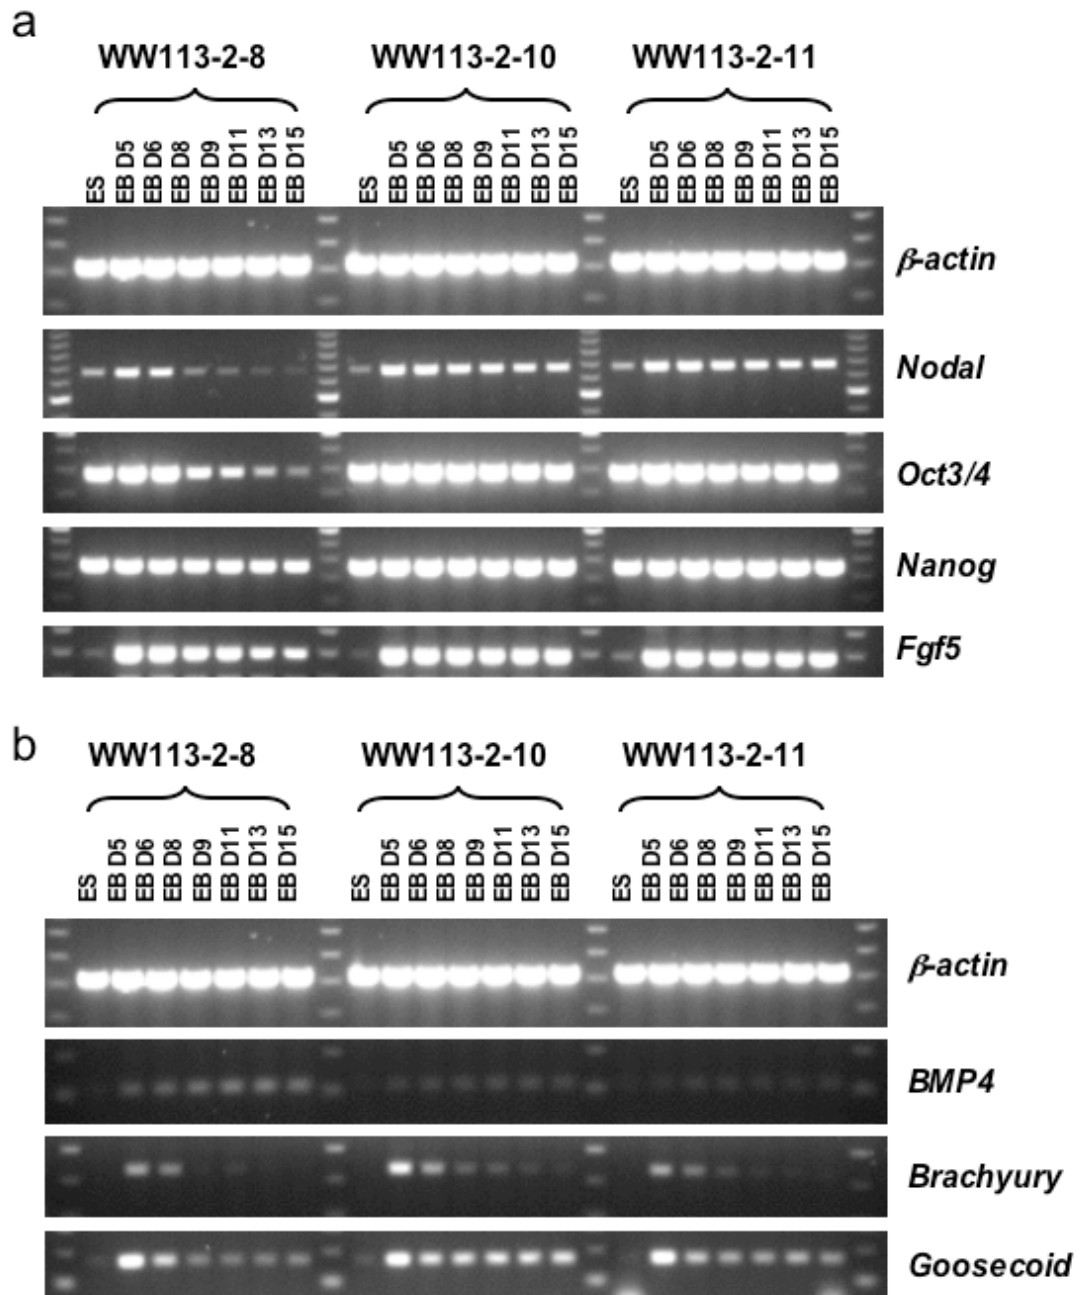 a
WW113-2-8 WW113-2-10 WW113-2-11
ES EB D5 EB D6 EB D8 EB D9 EB D11 EB D13 EB D15 ES EB D5 EB D6 EB D8 EB D9 EB D11 EB D13 EB D15 ES EB D5 EB D6 EB D8 EB D9 EB D11 EB D13 EB D15
β-actin
Nodal
Oct3/4
Nanog
Fgf5
b
WW113-2-8 WW113-2-10 WW113-2-11
ES EB D5 EB D6 EB D8 EB D9 EB D11 EB D13 EB D15 ES EB D5 EB D6 EB D8 EB D9 EB D11 EB D13 EB D15 ES EB D5 EB D6 EB D8 EB D9 EB D11 EB D13 EB D15
β-actin
BMP4
Brachyury
Goosecoid